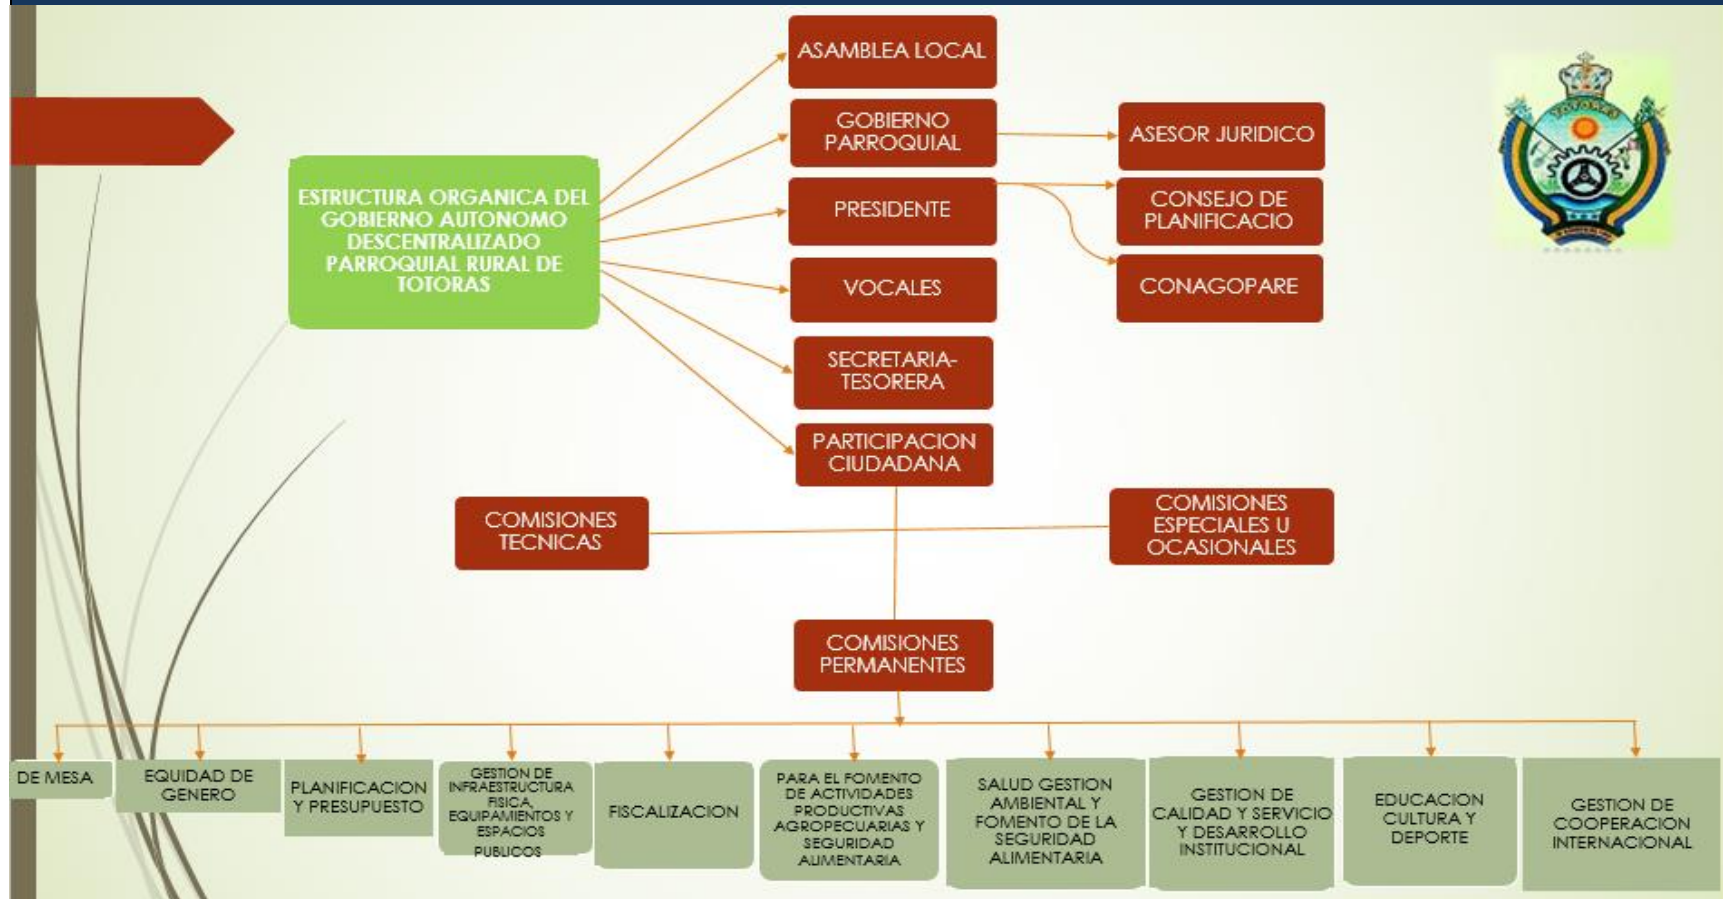 ASAMBLEA LOCAL
GOBIERNO
PARROQUIAL
ASESOR JURIDICO
ESTRUCTURA ORGANICA DEL
GOBIERNO AUTONOMO
DESCENTRALIZADO
PARROQUIAL RURAL DE
TOTORAS
PRESIDENTE
CONSEJO DE
PLANIFICACIO
VOCALES
CONAGOPARE
SECRETARIA-
TESORERA
PARTICIPACION
CIUDADANA
COMISIONES
TECNICAS
COMISIONES
ESPECIALES U
OCASIONALES
COMISIONES
PERMANENTES
DE MESA
EQUIDAD DE
GENERO
PLANIFICACION
Y PRESUPUESTO
GESTION DE
INFRAESTRUCTURA
FISICA,
EQUIPAMIENTOS Y
ESPACIOS
PUBLICOS
FISCALIZACION
PARA EL FOMENTO
DE ACTIVIDADES
PRODUCTIVAS
AGROPECUARIAS Y
SEGURIDAD
ALIMENTARIA
SALUD GESTION
AMBIENTAL Y
FOMENTO DE LA
SEGURIDAD
ALIMENTARIA
GESTION DE
CALIDAD Y SERVICIO
Y DESARROLLO
INSTITUCIONAL
EDUCACION
CULTURA Y
DEPORTE
GESTION DE
COOPERACION
INTERNACIONAL
TOTORAS